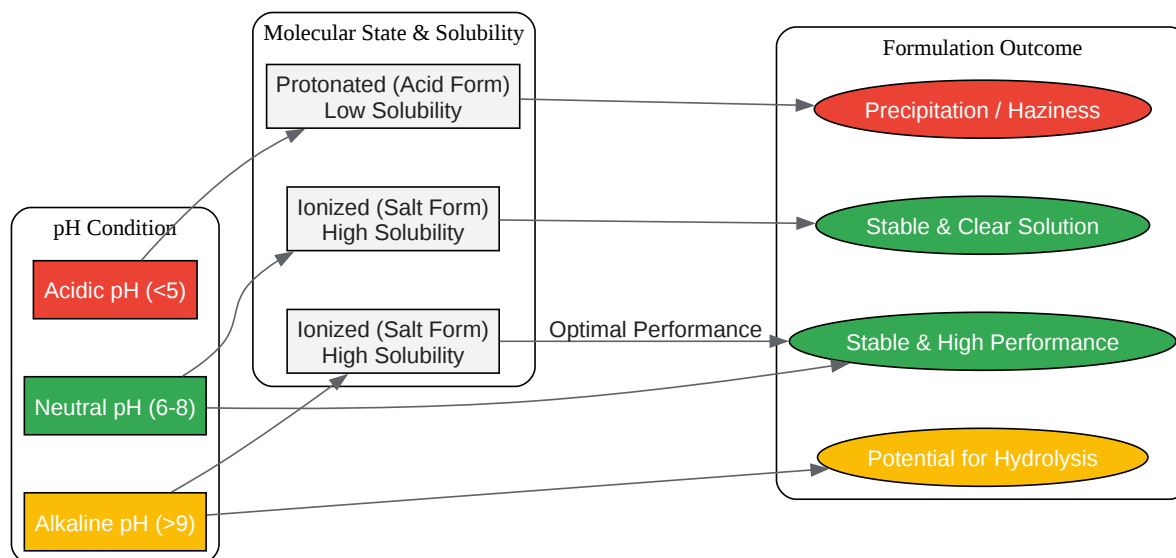 Molecular State & Solubility
Protonated (Acid Form)
Low Solubility
Ionized (Salt Form)
High Solubility
Ionized (Salt Form)
High Solubility
pH Condition
Acidic pH (<5)
Neutral pH (6-8)
Alkaline pH (>9)
Optimal Performance
Formulation Outcome
Precipitation / Haziness
Stable & Clear Solution
Stable & High Performance
Potential for Hydrolysis